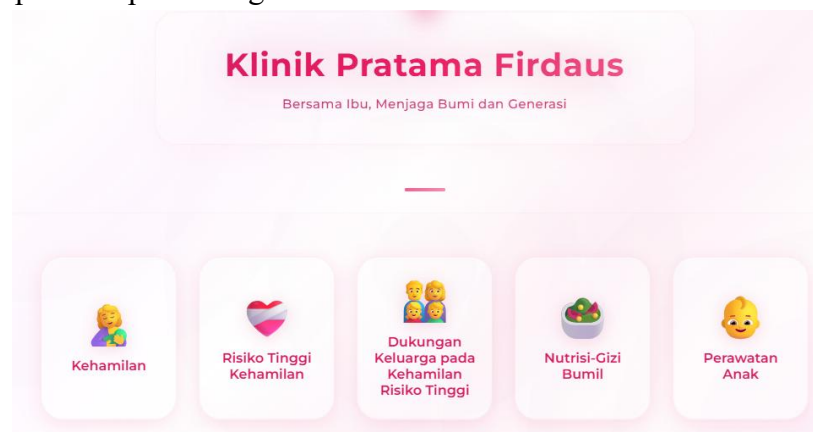 Klinik Pratama Firdaus
Bersama Ibu, Menjaga Bumi dan Generasi
Kehamilan
Risiko Tinggi
Kehamilan
Dukungan
Keluarga pada
Kehamilan
Risiko Tinggi
Nutrisi-Gizi
Bumil
Perawatan
Anak